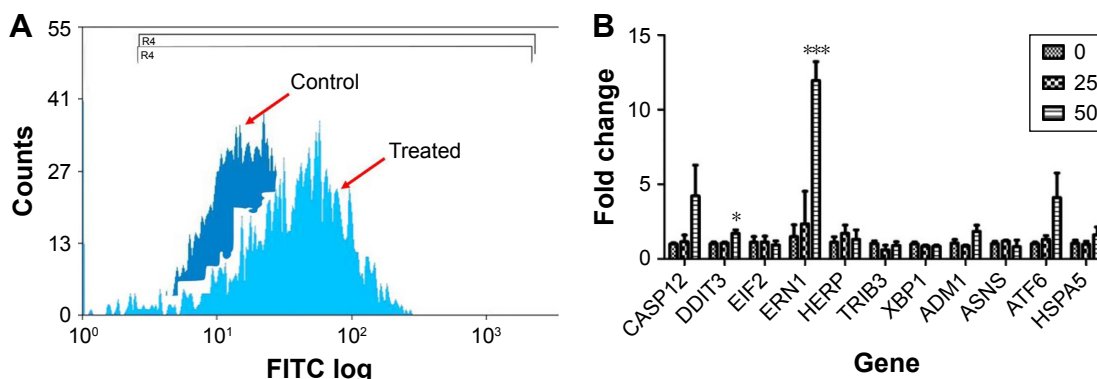 A
55
41
27
13
0
Counts
R4
R4
Control
Treated
10⁰
10¹
10²
10³
FITC log
B
15
10
5
0
Fold change
***
*
0
25
50
CASP12
DDIT3
EIF2
ERN1
HERP
TRIB3
XBP1
ADM1
ASNS
ATF6
HSPA5
Gene